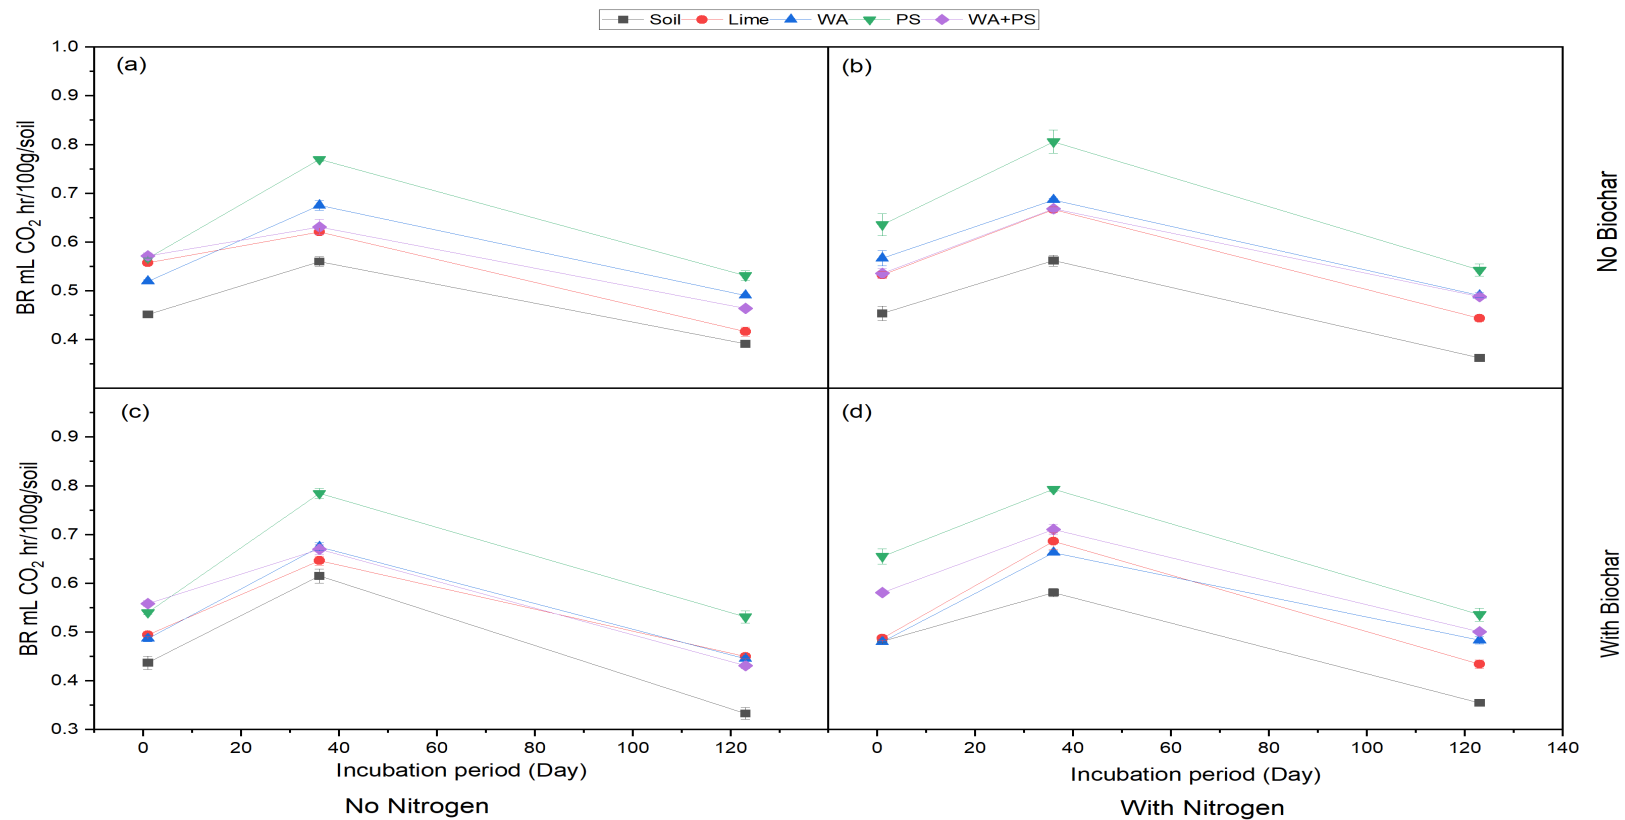 Soil Lime WA PS WA+PS
1.0
0.9
0.8
0.7
0.6
0.5
0.4
BR mL CO₂ hr/100g/soil
(a)
(b)
No Biochar
0.9
0.8
0.7
0.6
0.5
0.4
0.3
BR mL CO₂ hr/100g/soil
(c)
(d)
With Biochar
0 20 40 60 80 100 120
0 20 40 60 80 100 120 140
Incubation period (Day)
Incubation period (Day)
No Nitrogen
With Nitrogen